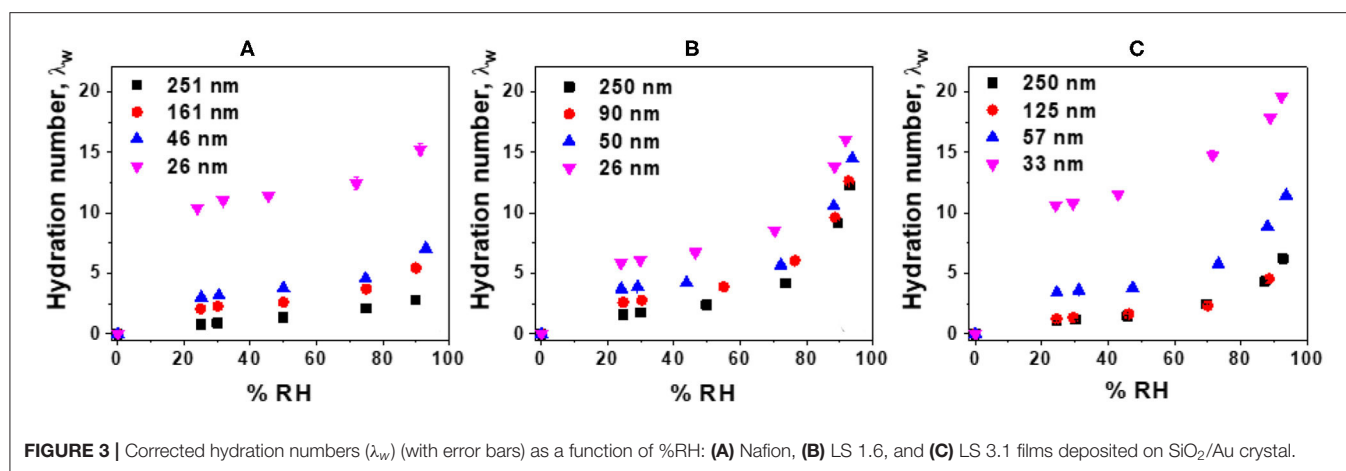 A
Hydration number, λw
20
15
10
5
0
251 nm
161 nm
46 nm
26 nm
0 20 40 60 80 100
% RH
B
Hydration number, λw
20
15
10
5
0
250 nm
90 nm
50 nm
26 nm
0 20 40 60 80 100
% RH
C
Hydration number, λw
20
15
10
5
0
250 nm
125 nm
57 nm
33 nm
0 20 40 60 80 100
% RH
FIGURE 3 | Corrected hydration numbers (λw) (with error bars) as a function of %RH: (A) Nafion, (B) LS 1.6, and (C) LS 3.1 films deposited on SiO2/Au crystal.